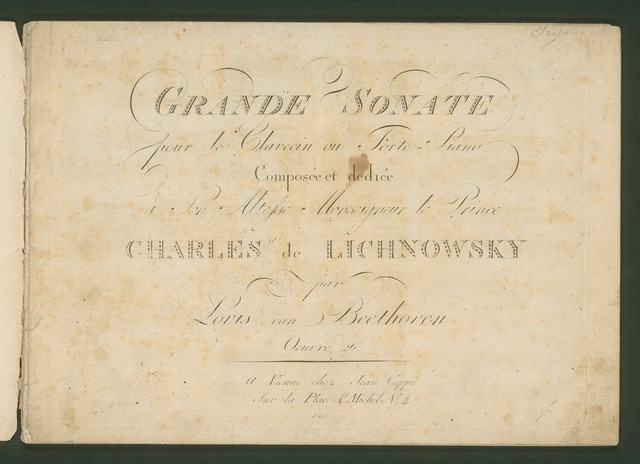 GRANDE SONATE
pour le Clavecin ou Forte-Piano
Composée et dediée
à Son Altesse Monseigneur le Prince
CHARLES de LICHNOWSKY
par
Louis van Beethoven
Oeuvre 26
a Vienne chez Jean Cappi
Sur la Place St. Michel No. 4